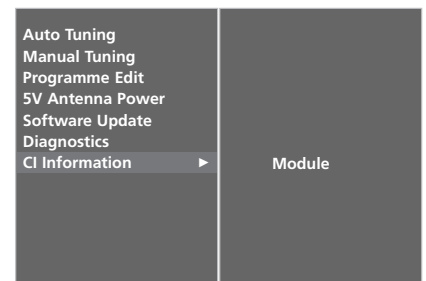 Auto Tuning
Manual Tuning
Programme Edit
5V Antenna Power
Software Update
Diagnostics
CI Information ► Module